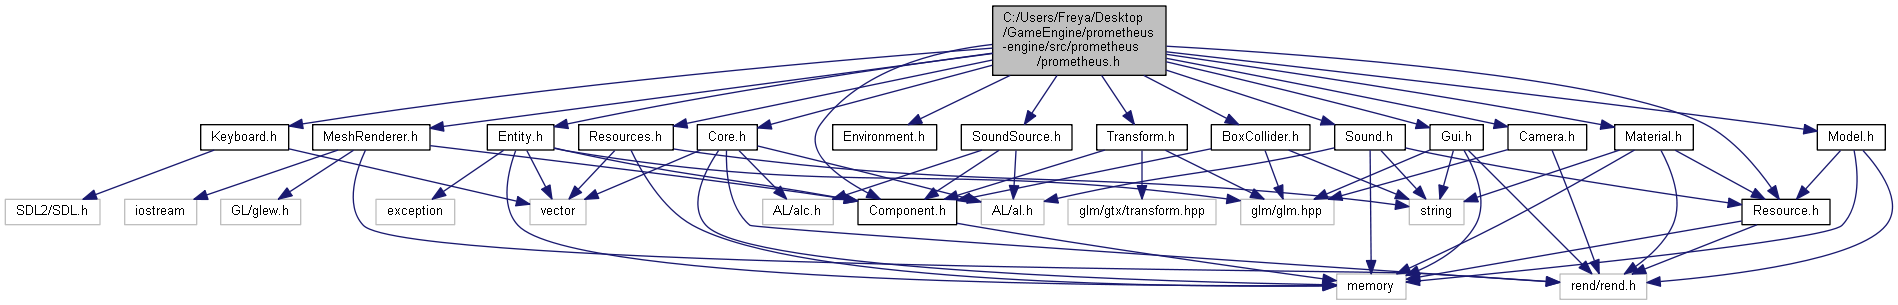 C:/Users/Freya/Desktop
/GameEngine/prometheus
-engine/src/prometheus
/prometheus.h
Keyboard.h
MeshRenderer.h
Entity.h
Resources.h
Core.h
Environment.h
SoundSource.h
Transform.h
BoxCollider.h
Sound.h
Gui.h
Camera.h
Material.h
Model.h
SDL2/SDL.h
iostream
GL/glew.h
exception
vector
AL/alc.h
Component.h
AL/al.h
glm/gtx/transform.hpp
glm/glm.hpp
string
Resource.h
memory
rend/rend.h